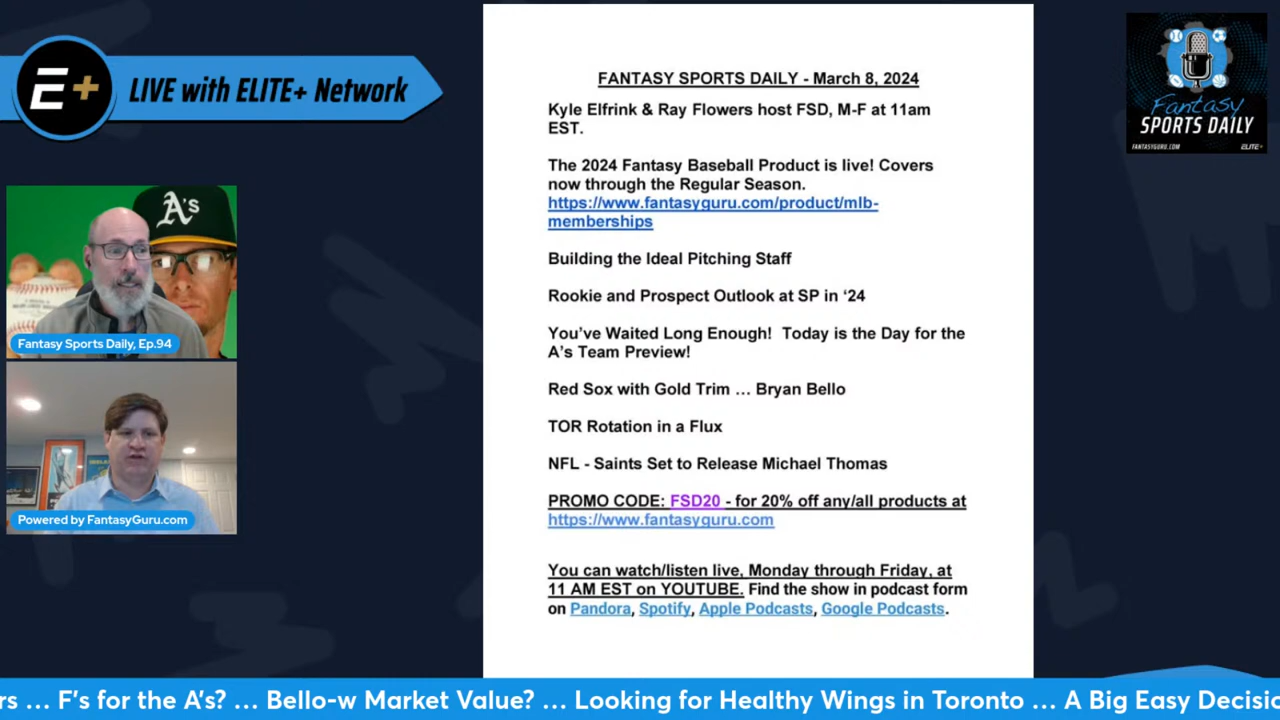 E+
LIVE with ELITE+ Network
A's
Fantasy Sports Daily, Ep.94
Powered by FantasyGuru.com
FANTASY SPORTS DAILY - March 8, 2024
Kyle Elfrink & Ray Flowers host FSD, M-F at 11am
EST.
The 2024 Fantasy Baseball Product is live! Covers
now through the Regular Season.
https://www.fantasyguru.com/product/mlb-
memberships
Building the Ideal Pitching Staff
Rookie and Prospect Outlook at SP in ‘24
You’ve Waited Long Enough! Today is the Day for the
A’s Team Preview!
Red Sox with Gold Trim … Bryan Bello
TOR Rotation in a Flux
NFL - Saints Set to Release Michael Thomas
PROMO CODE: FSD20 - for 20% off any/all products at
https://www.fantasyguru.com
You can watch/listen live, Monday through Friday, at
11 AM EST on YOUTUBE. Find the show in podcast form
on Pandora, Spotify, Apple Podcasts, Google Podcasts.
Fantasy
SPORTS DAILY
FANTASYGURU.COM
ELITE+
rs ... F's for the A's? ... Bello-w Market Value? ... Looking for Healthy Wings in Toronto ... A Big Easy Decisio